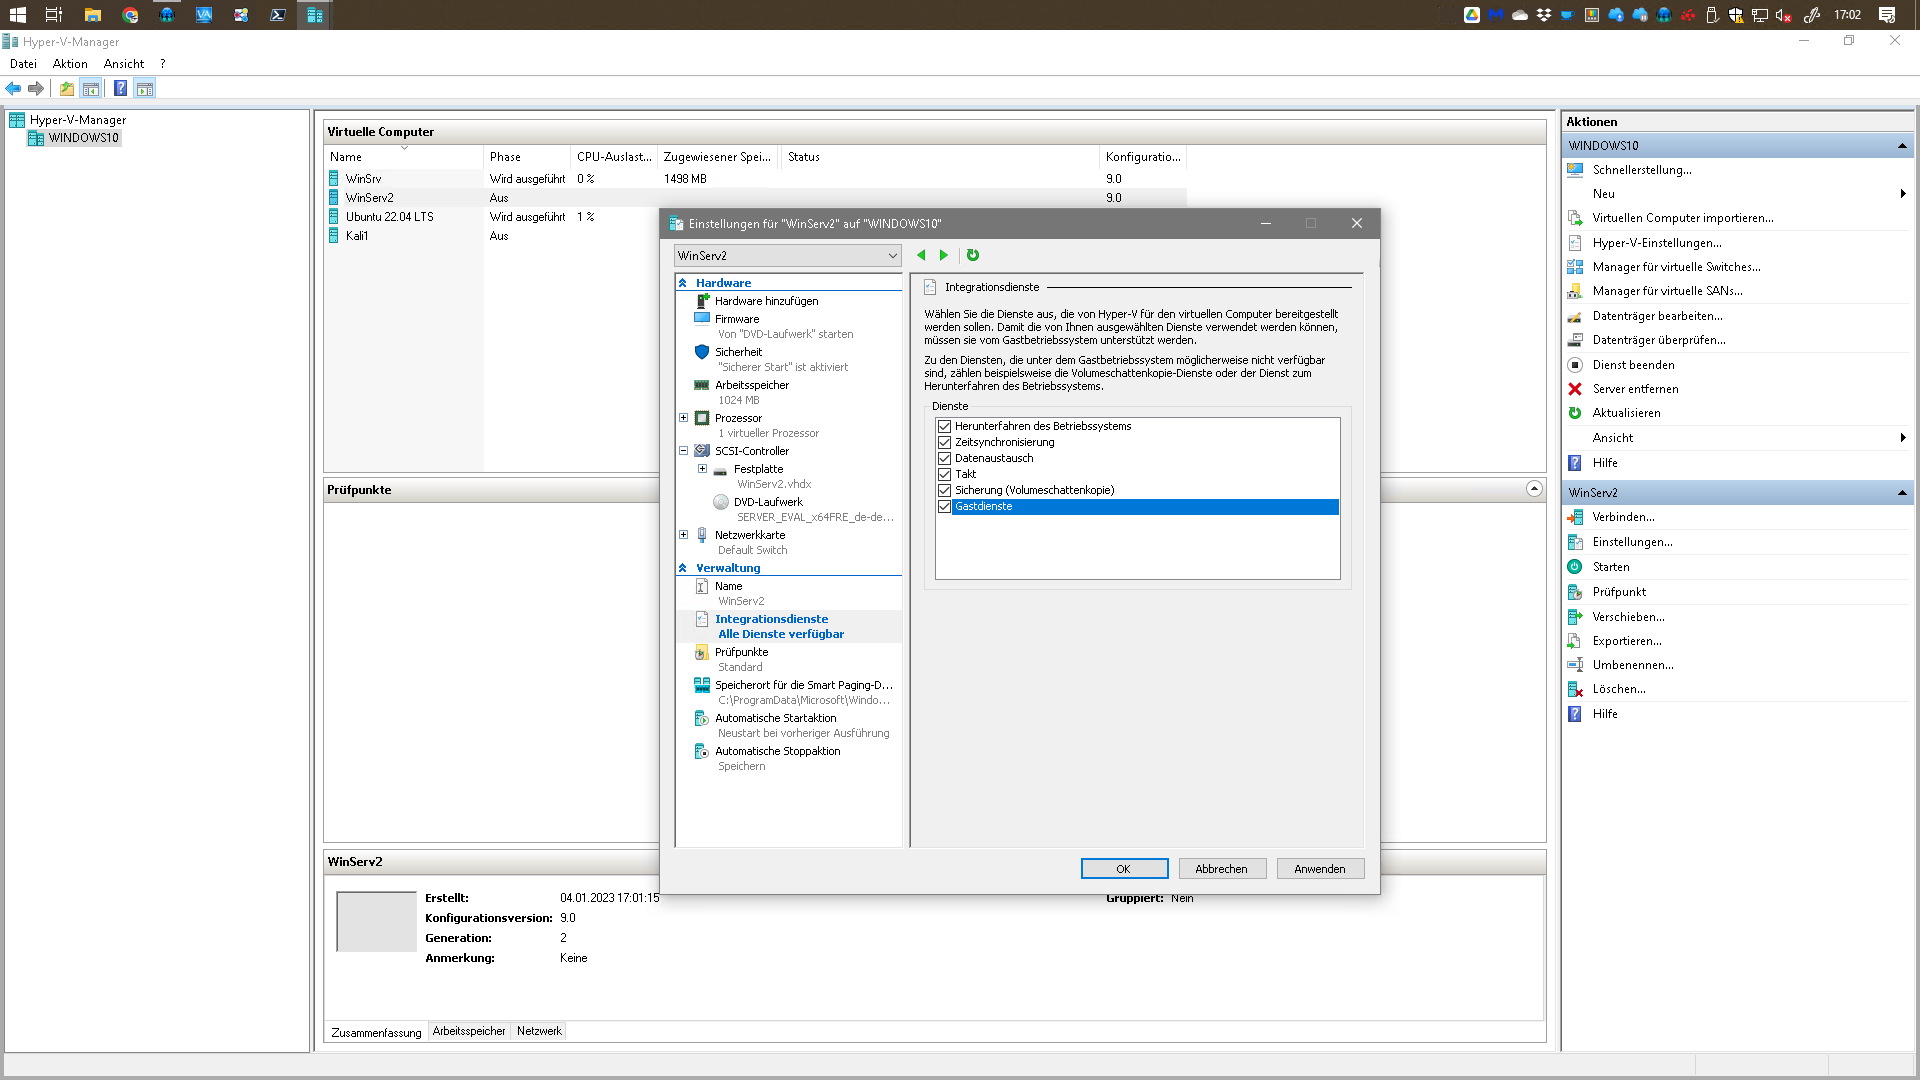 17:02
Hyper-V-Manager
Datei Aktion Ansicht ?
Hyper-V-Manager
WINDOWS10
Virtuelle Computer
Name Phase CPU-Auslast... Zugewiesener Spei... Status Konfiguratio...
WinSrv Wird ausgeführt 0 % 1498 MB 9.0
WinServ2 Aus 9.0
Ubuntu 22.04 LTS Wird ausgeführt 1 %
Kali1 Aus
Prüfpunkte
WinServ2
Erstellt: 04.01.2023 17:01:15 Gruppiert: Nein
Konfigurationsversion: 9.0
Generation: 2
Anmerkung: Keine
Zusammenfassung Arbeitsspeicher Netzwerk
Einstellungen für "WinServ2" auf "WINDOWS10"
WinServ2
Hardware
Hardware hinzufügen
Firmware
Von "DVD-Laufwerk" starten
Sicherheit
"Sicherer Start" ist aktiviert
Arbeitsspeicher
1024 MB
Prozessor
1 virtueller Prozessor
SCSI-Controller
Festplatte
WinServ2.vhdx
DVD-Laufwerk
SERVER_EVAL_x64FRE_de-de...
Netzwerkkarte
Default Switch
Verwaltung
Name
WinServ2
Integrationsdienste
Alle Dienste verfügbar
Prüfpunkte
Standard
Speicherort für die Smart Paging-D...
C:\ProgramData\Microsoft\Windo...
Automatische Startaktion
Neustart bei vorheriger Ausführung
Automatische Stoppaktion
Speichern
Integrationsdienste
Wählen Sie die Dienste aus, die von Hyper-V für den virtuellen Computer bereitgestellt
werden sollen. Damit die von Ihnen ausgewählten Dienste verwendet werden können,
müssen sie vom Gastbetriebssystem unterstützt werden.
Zu den Diensten, die unter dem Gastbetriebssystem möglicherweise nicht verfügbar
sind, zählen beispielsweise die Volumeschattenkopie-Dienste oder der Dienst zum
Herunterfahren des Betriebssystems.
Dienste
Herunterfahren des Betriebssystems
Zeitsynchronisierung
Datenaustausch
Takt
Sicherung (Volumeschattenkopie)
Gastdienste
OK Abbrechen Anwenden
Aktionen
WINDOWS10
Schnellerstellung...
Neu
Virtuellen Computer importieren...
Hyper-V-Einstellungen...
Manager für virtuelle Switches...
Manager für virtuelle SANs...
Datenträger bearbeiten...
Datenträger überprüfen...
Dienst beenden
Server entfernen
Aktualisieren
Ansicht
Hilfe
WinServ2
Verbinden...
Einstellungen...
Starten
Prüfpunkt
Verschieben...
Exportieren...
Umbenennen...
Löschen...
Hilfe